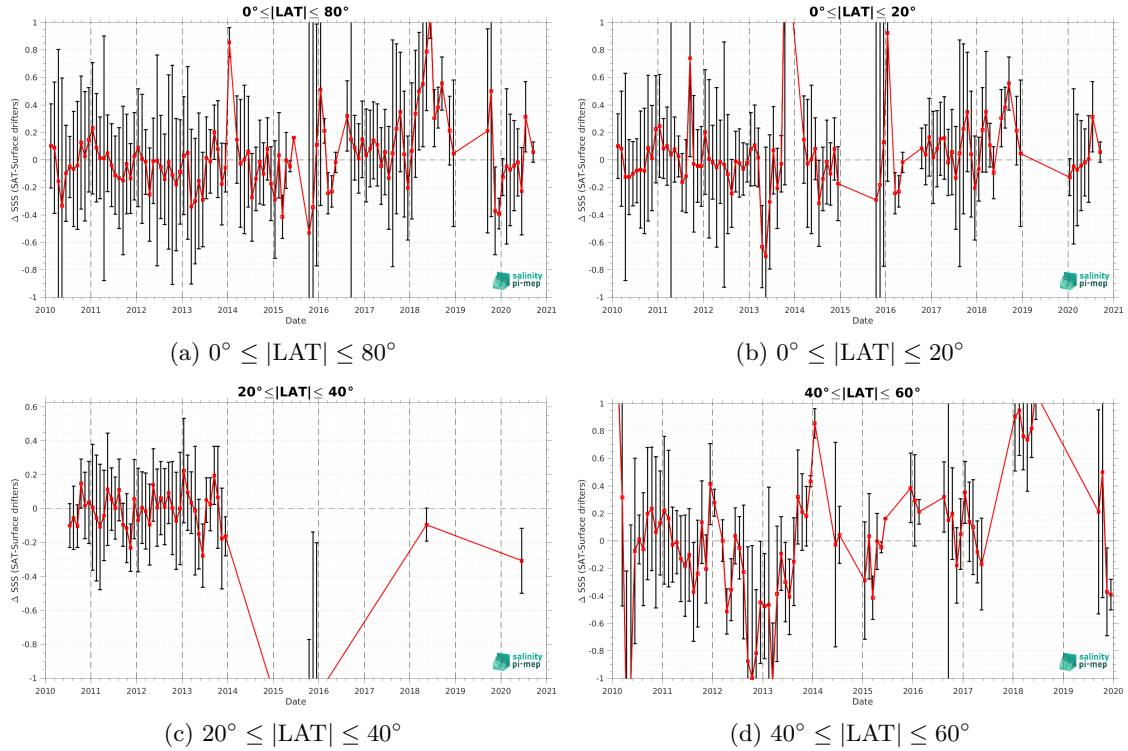 0°≤|LAT|≤ 80°
1
0.8
0.6
0.4
0.2
0
-0.2
-0.4
-0.6
-0.8
-1
Δ SSS (SAT-Surface drifters)
2010 2011 2012 2013 2014 2015 2016 2017 2018 2019 2020 2021
Date
salinity
pi-mep
(a) 0° ≤ |LAT| ≤ 80°
0°≤|LAT|≤ 20°
1
0.8
0.6
0.4
0.2
0
-0.2
-0.4
-0.6
-0.8
-1
Δ SSS (SAT-Surface drifters)
2010 2011 2012 2013 2014 2015 2016 2017 2018 2019 2020 2021
Date
salinity
pi-mep
(b) 0° ≤ |LAT| ≤ 20°
20°≤|LAT|≤ 40°
0.6
0.4
0.2
0
-0.2
-0.4
-0.6
-0.8
-1
Δ SSS (SAT-Surface drifters)
2010 2011 2012 2013 2014 2015 2016 2017 2018 2019 2020 2021
Date
salinity
pi-mep
(c) 20° ≤ |LAT| ≤ 40°
40°≤|LAT|≤ 60°
1
0.8
0.6
0.4
0.2
0
-0.2
-0.4
-0.6
-0.8
-1
Δ SSS (SAT-Surface drifters)
2010 2011 2012 2013 2014 2015 2016 2017 2018 2019 2020
Date
salinity
pi-mep
(d) 40° ≤ |LAT| ≤ 60°